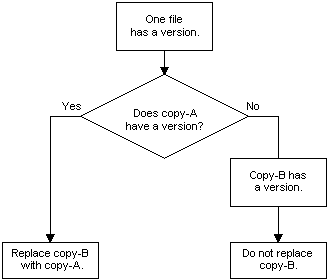 One file
has a version.
Yes
No
Does copy-A
have a version?
Copy-B has
a version.
Replace copy-B
with copy-A.
Do not replace
copy-B.